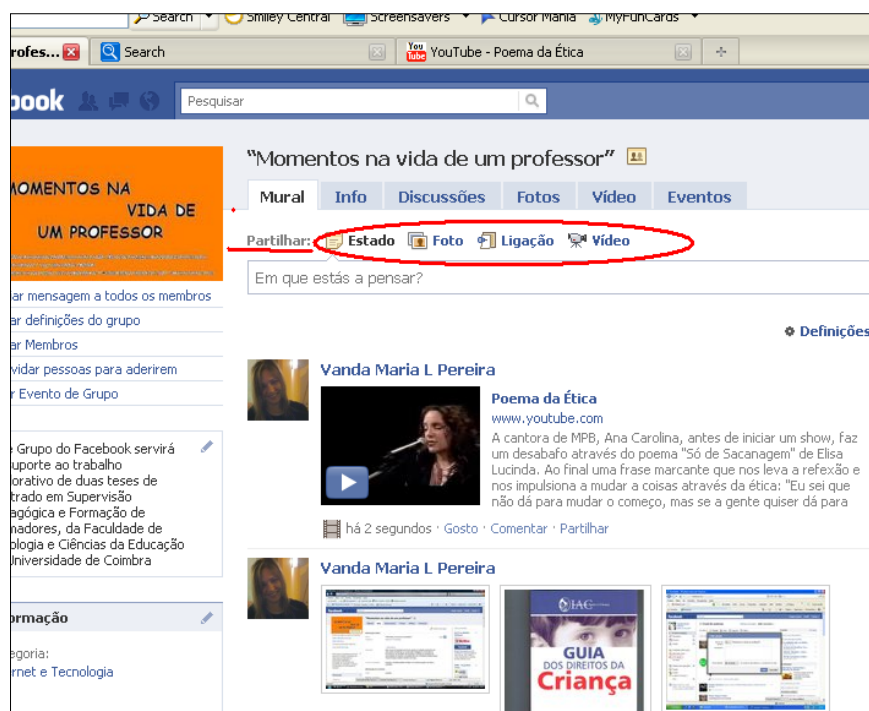 Search
Smiley Central
Screensavers
Cursor Mania
MyFunCards
rofes...
Search
You Tube
YouTube - Poema da Ética
book
Pesquisar
MOMENTOS NA
VIDA DE
UM PROFESSOR
"Momentos na vida de um professor"
Mural Info Discussões Fotos Vídeo Eventos
Partilhar: Estado Foto Ligação Vídeo
Em que estás a pensar?
ar mensagem a todos os membros
ar definições do grupo
ar Membros
vidar pessoas para aderirem
r Evento de Grupo
Definições
Vanda Maria L Pereira
Poema da Ética
www.youtube.com
A cantora de MPB, Ana Carolina, antes de iniciar um show, faz
um desabafo através do poema "Só de Sacanagem" de Elisa
Lucinda. Ao final uma frase marcante que nos leva a refexão e
nos impulsiona a mudar a coisas através da ética: "Eu sei que
não dá para mudar o começo, mas se a gente quiser dá para
há 2 segundos · Gosto · Comentar · Partilhar
e Grupo do Facebook servirá
suporte ao trabalho
orativo de duas teses de
trado em Supervisão
agógica e Formação de
madores, da Faculdade de
ologia e Ciências da Educação
Universidade de Coimbra
Vanda Maria L Pereira
IAC
GUIA
DOS DIREITOS DA
Criança
ormação
egoria:
rnet e Tecnologia